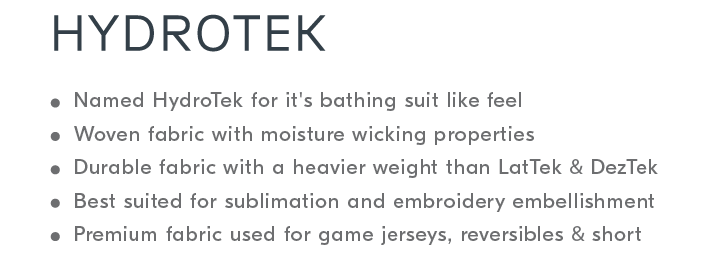 HYDROTEK
• Named HydroTek for it's bathing suit like feel
• Woven fabric with moisture wicking properties
• Durable fabric with a heavier weight than LatTek & DezTek
• Best suited for sublimation and embroidery embellishment
• Premium fabric used for game jerseys, reversibles & short